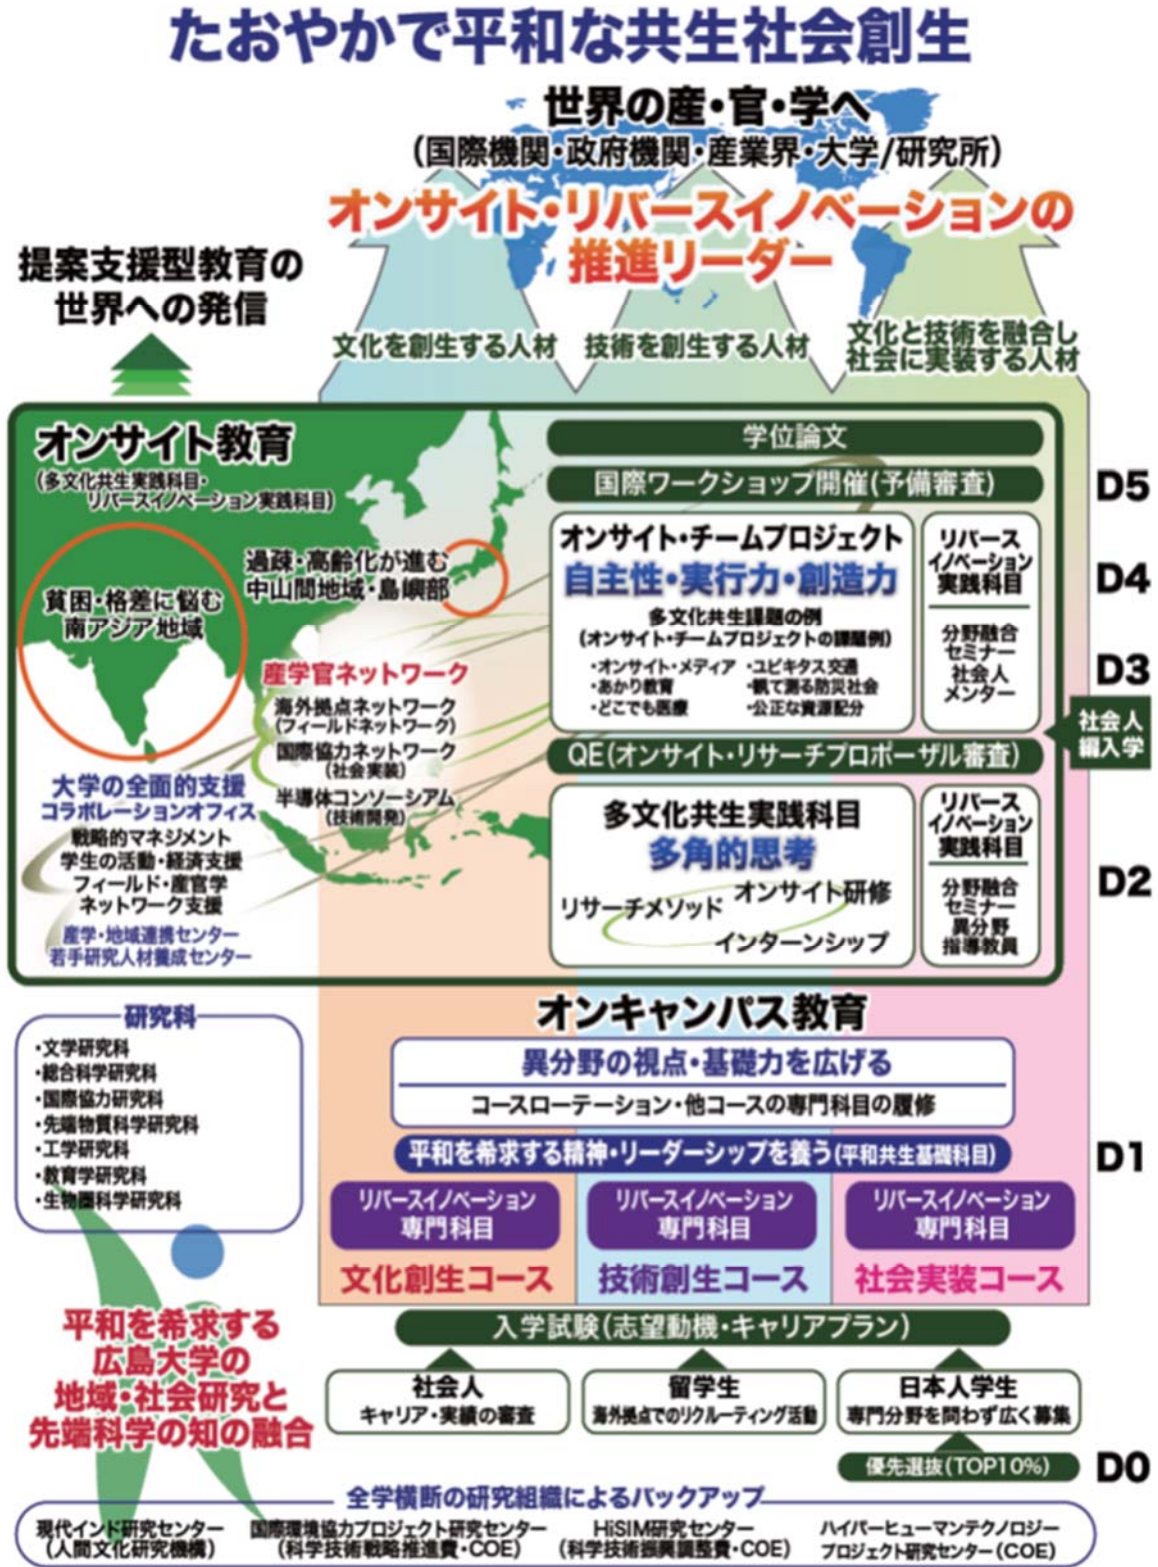 たおやかで平和な共生社会創生
世界の産・官・学へ
(国際機関・政府機関・産業界・大学/研究所)
オンサイト・リバースイノベーションの
推進リーダー
提案支援型教育の
世界への発信
文化を創生する人材
技術を創生する人材
文化と技術を融合し
社会に実装する人材
オンサイト教育
(多文化共生実践科目・
リバースイノベーション実践科目)
貧困・格差に悩む
南アジア地域
過疎・高齢化が進む
中山間地域・島嶼部
産学官ネットワーク
海外拠点ネットワーク
(フィールドネットワーク)
国際協力ネットワーク
(社会実装)
半導体コンソーシアム
(技術開発)
大学の全面的支援
コラボレーションオフィス
戦略的マネジメント
学生の活動・経済支援
フィールド・産官学
ネットワーク支援
産学・地域連携センター
若手研究人材養成センター
学位論文
国際ワークショップ開催(予備審査)
D5
オンサイト・チームプロジェクト
自主性・実行力・創造力
多文化共生課題の例
(オンサイト・チームプロジェクトの課題例)
・オンサイト・メディア ・ユビキタス交通
・あかり教育 ・観て測る防災社会
・どこでも医療 ・公正な資源配分
リバース
イノベーション
実践科目
分野融合
セミナー
社会人
メンター
D4
D3
社会人
編入学
QE(オンサイト・リサーチプロポーザル審査)
多文化共生実践科目
多角的思考
オンサイト研修
リサーチメソッド
インターンシップ
リバース
イノベーション
実践科目
分野融合
セミナー
異分野
指導教員
D2
オンキャンパス教育
異分野の視点・基礎力を広げる
コースローテーション・他コースの専門科目の履修
平和を希求する精神・リーダーシップを養う(平和共生基礎科目)
D1
リバースイノベーション
専門科目
リバースイノベーション
専門科目
リバースイノベーション
専門科目
文化創生コース
技術創生コース
社会実装コース
研究科
・文学研究科
・総合科学研究科
・国際協力研究科
・先端物質科学研究科
・工学研究科
・教育学研究科
・生物圏科学研究科
平和を希求する
広島大学の
地域・社会研究と
先端科学の知の融合
入学試験(志望動機・キャリアプラン)
社会人
キャリア・実績の審査
留学生
海外拠点でのリクルーティング活動
日本人学生
専門分野を問わず広く募集
優先選抜(TOP10%)
D0
全学横断の研究組織によるバックアップ
現代インド研究センター
(人間文化研究機構)
国際環境協力プロジェクト研究センター
(科学技術戦略推進費・COE)
HiSIM研究センター
(科学技術振興調整費・COE)
ハイパーヒューマンテクノロジー
プロジェクト研究センター(COE)